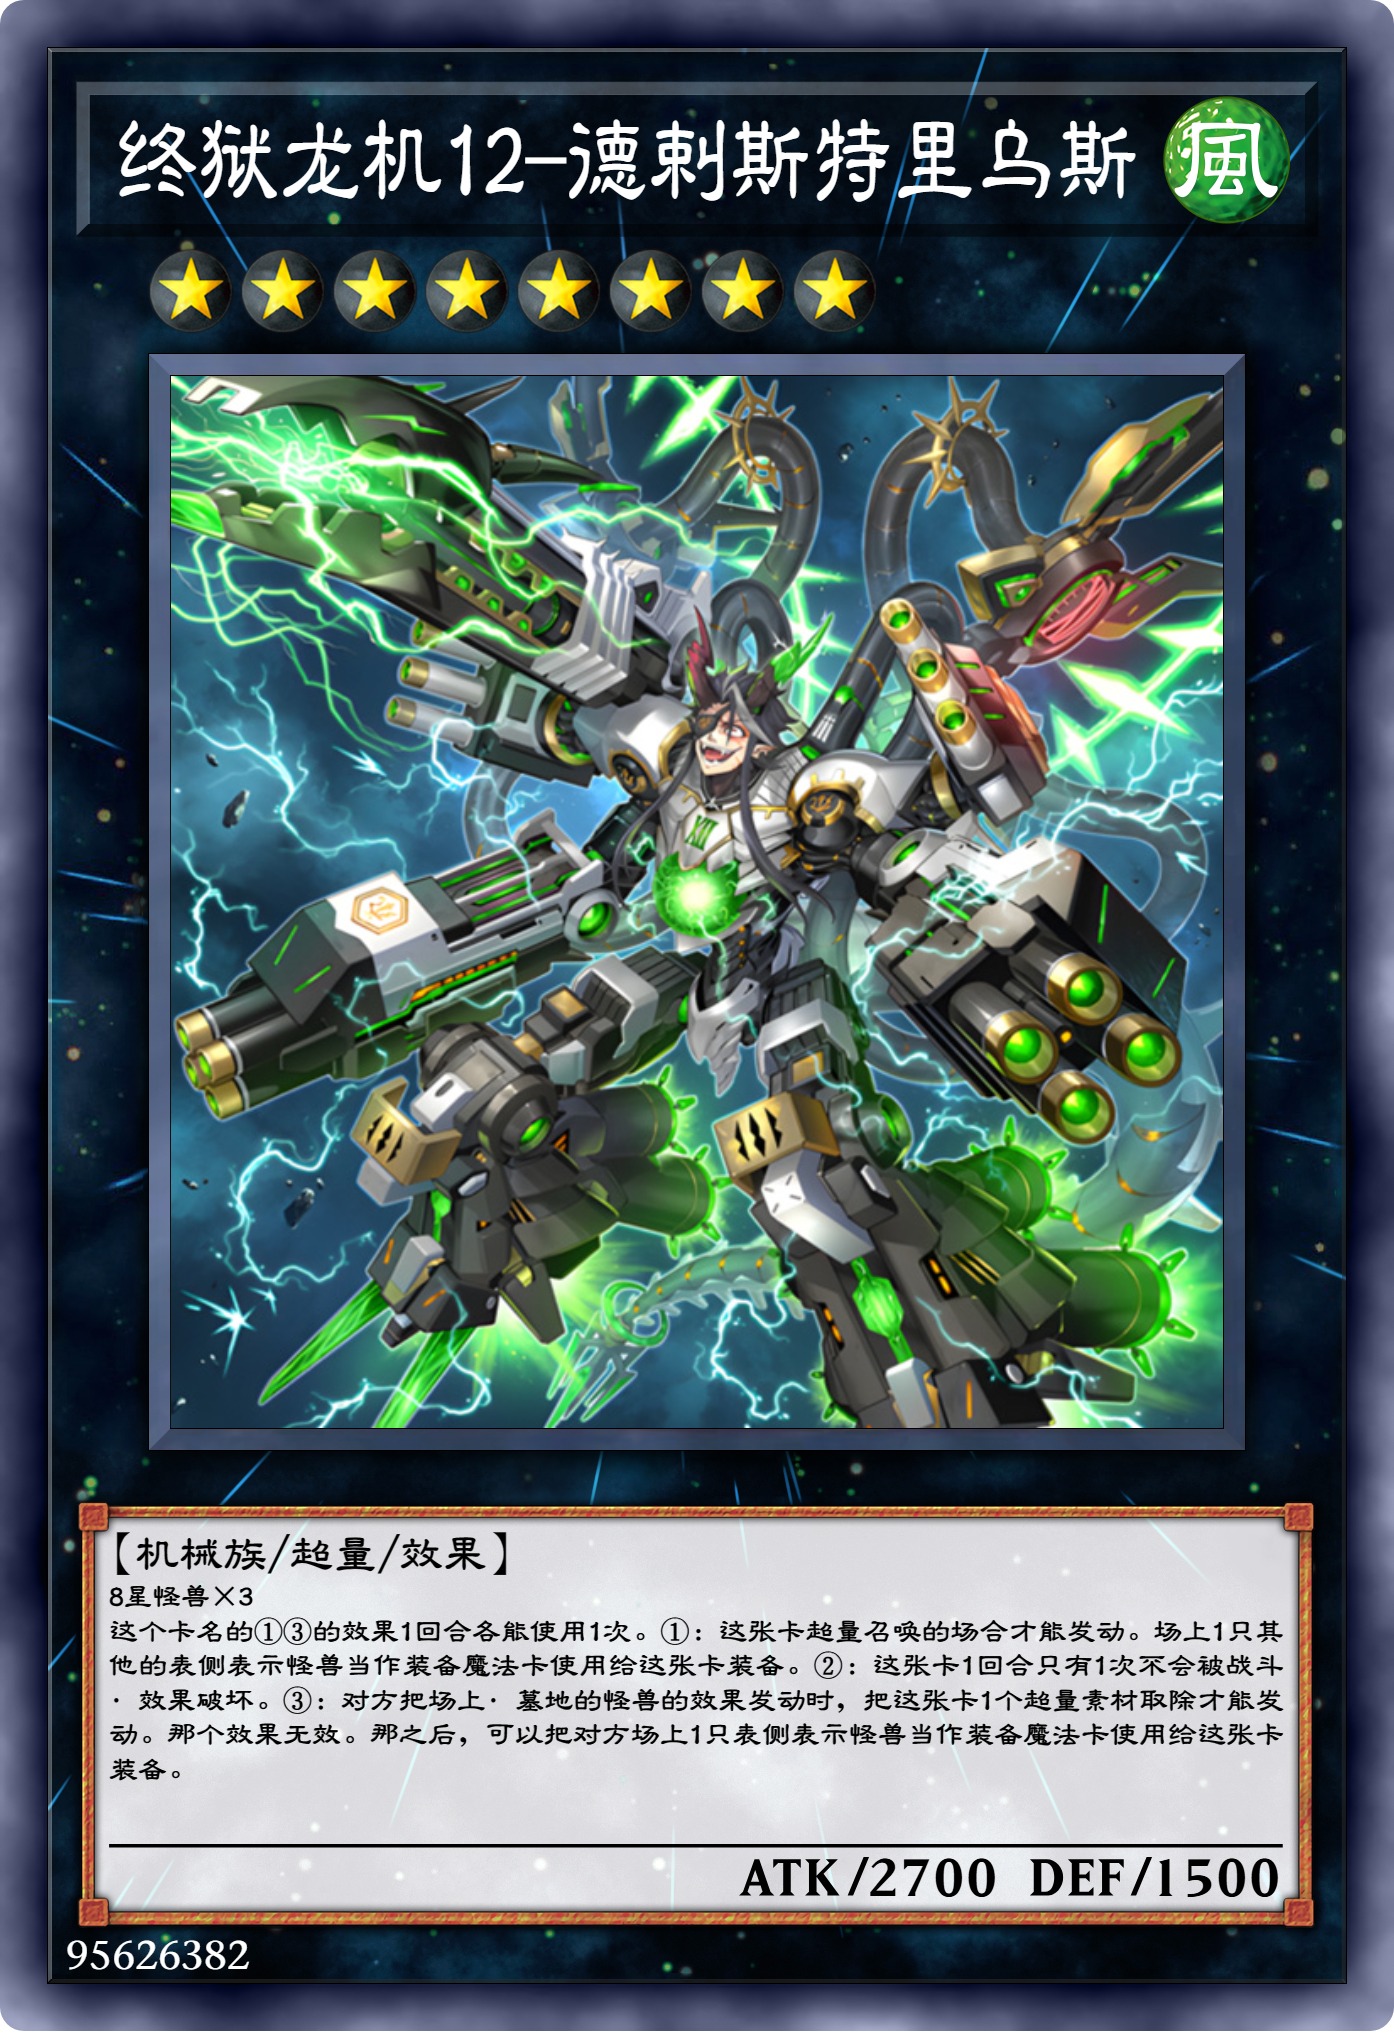 终狱龙机12-德刺斯特里乌斯
風
XII
【机械族/超量/效果】
8星怪兽×3
这个卡名的①③的效果1回合各能使用1次。①：这张卡超量召唤的场合才能发动。场上1只其
他的表侧表示怪兽当作装备魔法卡使用给这张卡装备。②：这张卡1回合只有1次不会被战斗
·效果破坏。③：对方把场上·墓地的怪兽的效果发动时，把这张卡1个超量素材取除才能发
动。那个效果无效。那之后，可以把对方场上1只表侧表示怪兽当作装备魔法卡使用给这张卡
装备。
ATK/2700 DEF/1500
95626382